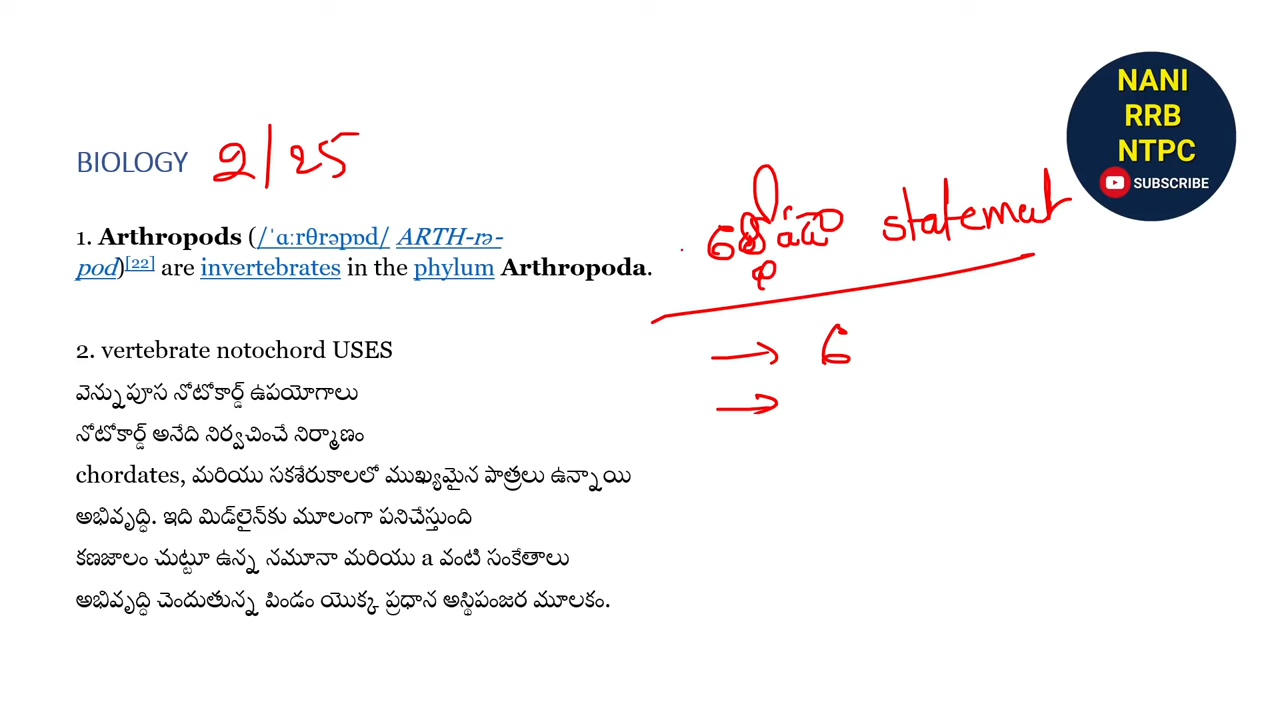 BIOLOGY 2/25
1. Arthropods (/ˈɑːrθrəpɒd/ ARTH-rə-
pod)[22] are invertebrates in the phylum Arthropoda.
2. vertebrate notochord USES
వెన్నుపూస నోటోకార్డ్ ఉపయోగాలు
నోటోకార్డ్ అనేది నిర్వచించే నిర్మాణం
chordates, మరియు సకశేరుకాలలో ముఖ్యమైన పాత్రలు ఉన్నాయి
అభివృద్ధి. ఇది మిడ్‌లైన్‌కు మూలంగా పనిచేస్తుంది
కణజాలం చుట్టూ ఉన్న నమూనా మరియు a వంటి సంకేతాలు
అభివృద్ధి చెందుతున్న పిండం యొక్క ప్రధాన అస్థిపంజర మూలకం.
statement
→ 6
→
NANI
RRB
NTPC
SUBSCRIBE